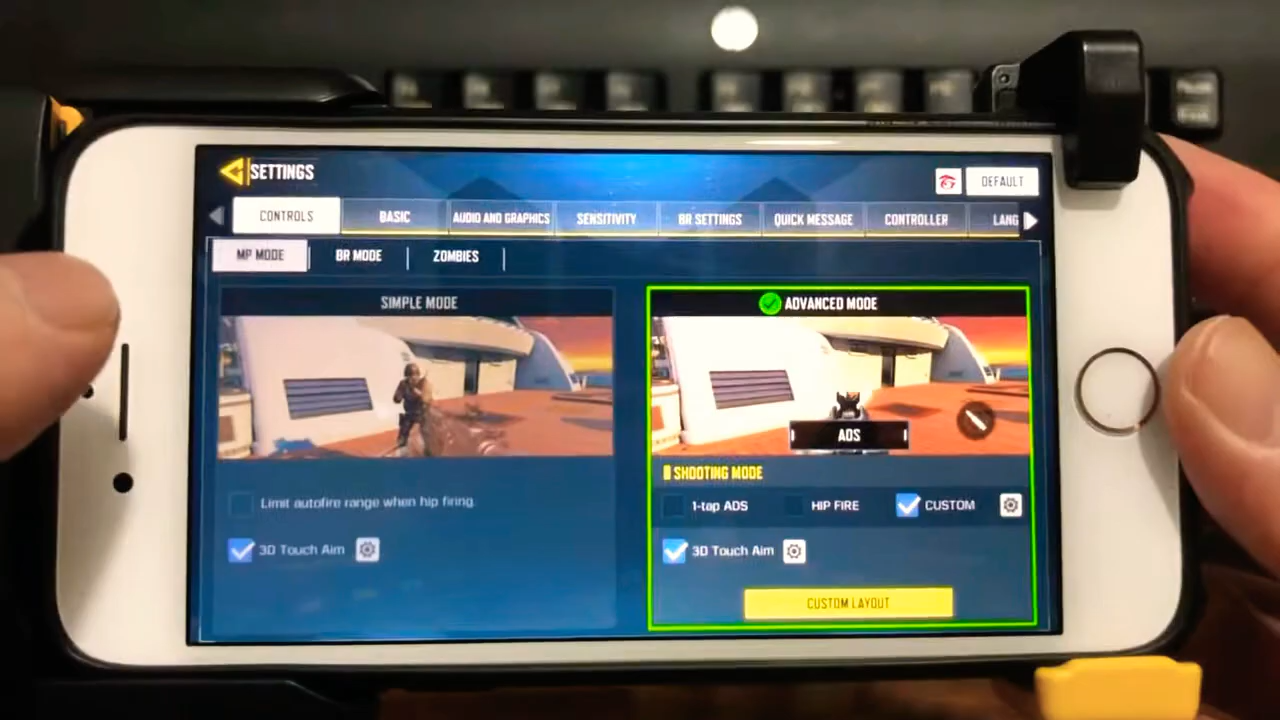 SETTINGS
DEFAULT
CONTROLS
BASIC
AUDIO AND GRAPHICS
SENSITIVITY
BR SETTINGS
QUICK MESSAGE
CONTROLLER
LANG
MP MODE
BR MODE
ZOMBIES
SIMPLE MODE
Limit autofire range when hip firing.
3D Touch Aim
ADVANCED MODE
ADS
SHOOTING MODE
1-tap ADS
HIP FIRE
CUSTOM
3D Touch Aim
CUSTOM LAYOUT